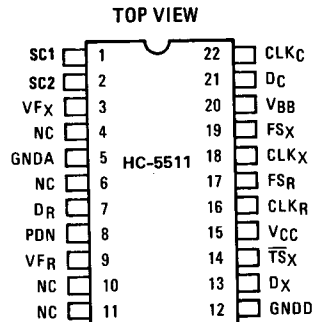 TOP VIEW
SC1 1 22 CLKC
SC2 2 21 DC
VFX 3 20 VBB
NC 4 19 FSX
GNDA 5 HC-5511 18 CLKX
NC 6 17 FSR
DR 7 16 CLKR
PDN 8 15 VCC
VFR 9 14 T̅S̅X
NC 10 13 DX
NC 11 12 GNDD